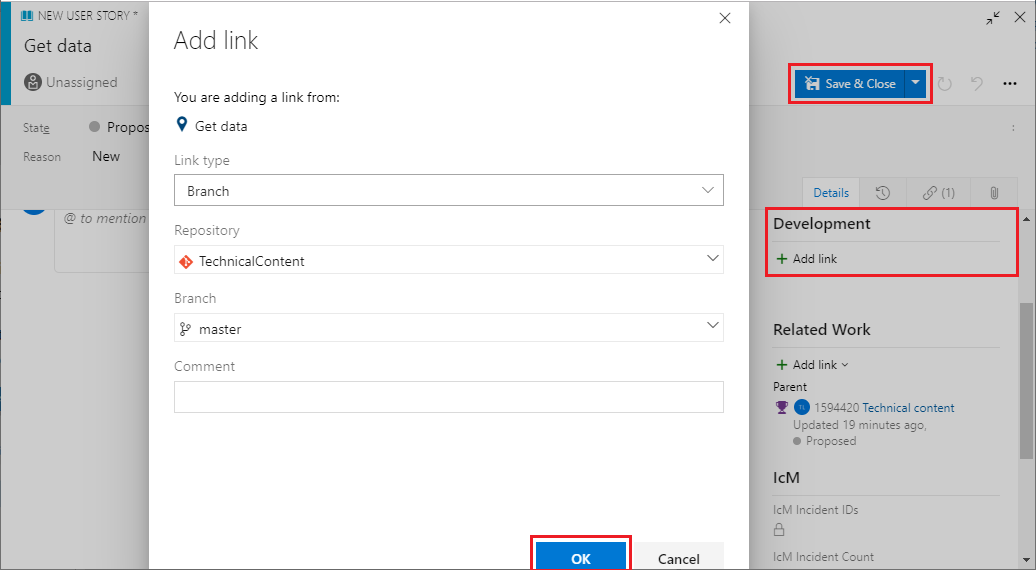 NEW USER STORY *
Get data
Unassigned
State
Propos
Reason
New
@ to mention
Add link
You are adding a link from:
Get data
Link type
Branch
Repository
TechnicalContent
Branch
master
Comment
OK
Cancel
Save & Close
Details
(1)
Development
+ Add link
Related Work
+ Add link
Parent
1594420 Technical content
Updated 19 minutes ago,
Proposed
IcM
IcM Incident IDs
IcM Incident Count